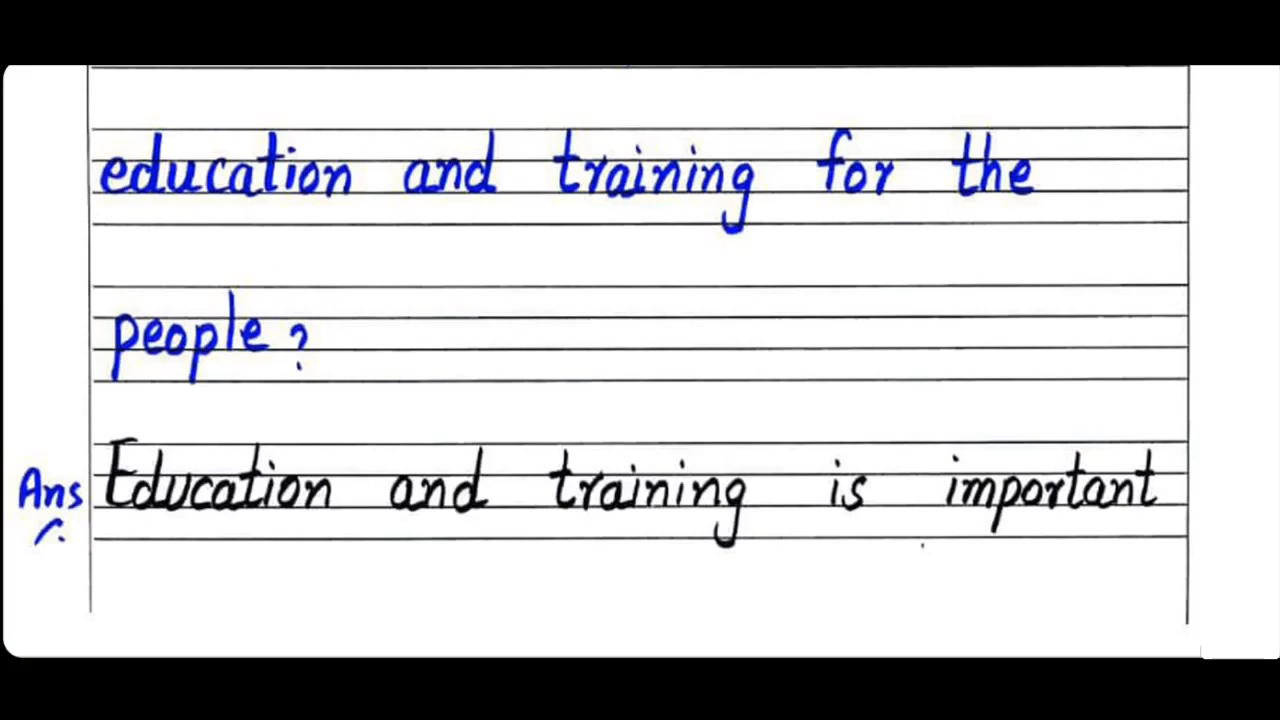 education and training for the
people?
Ans Education and training is important